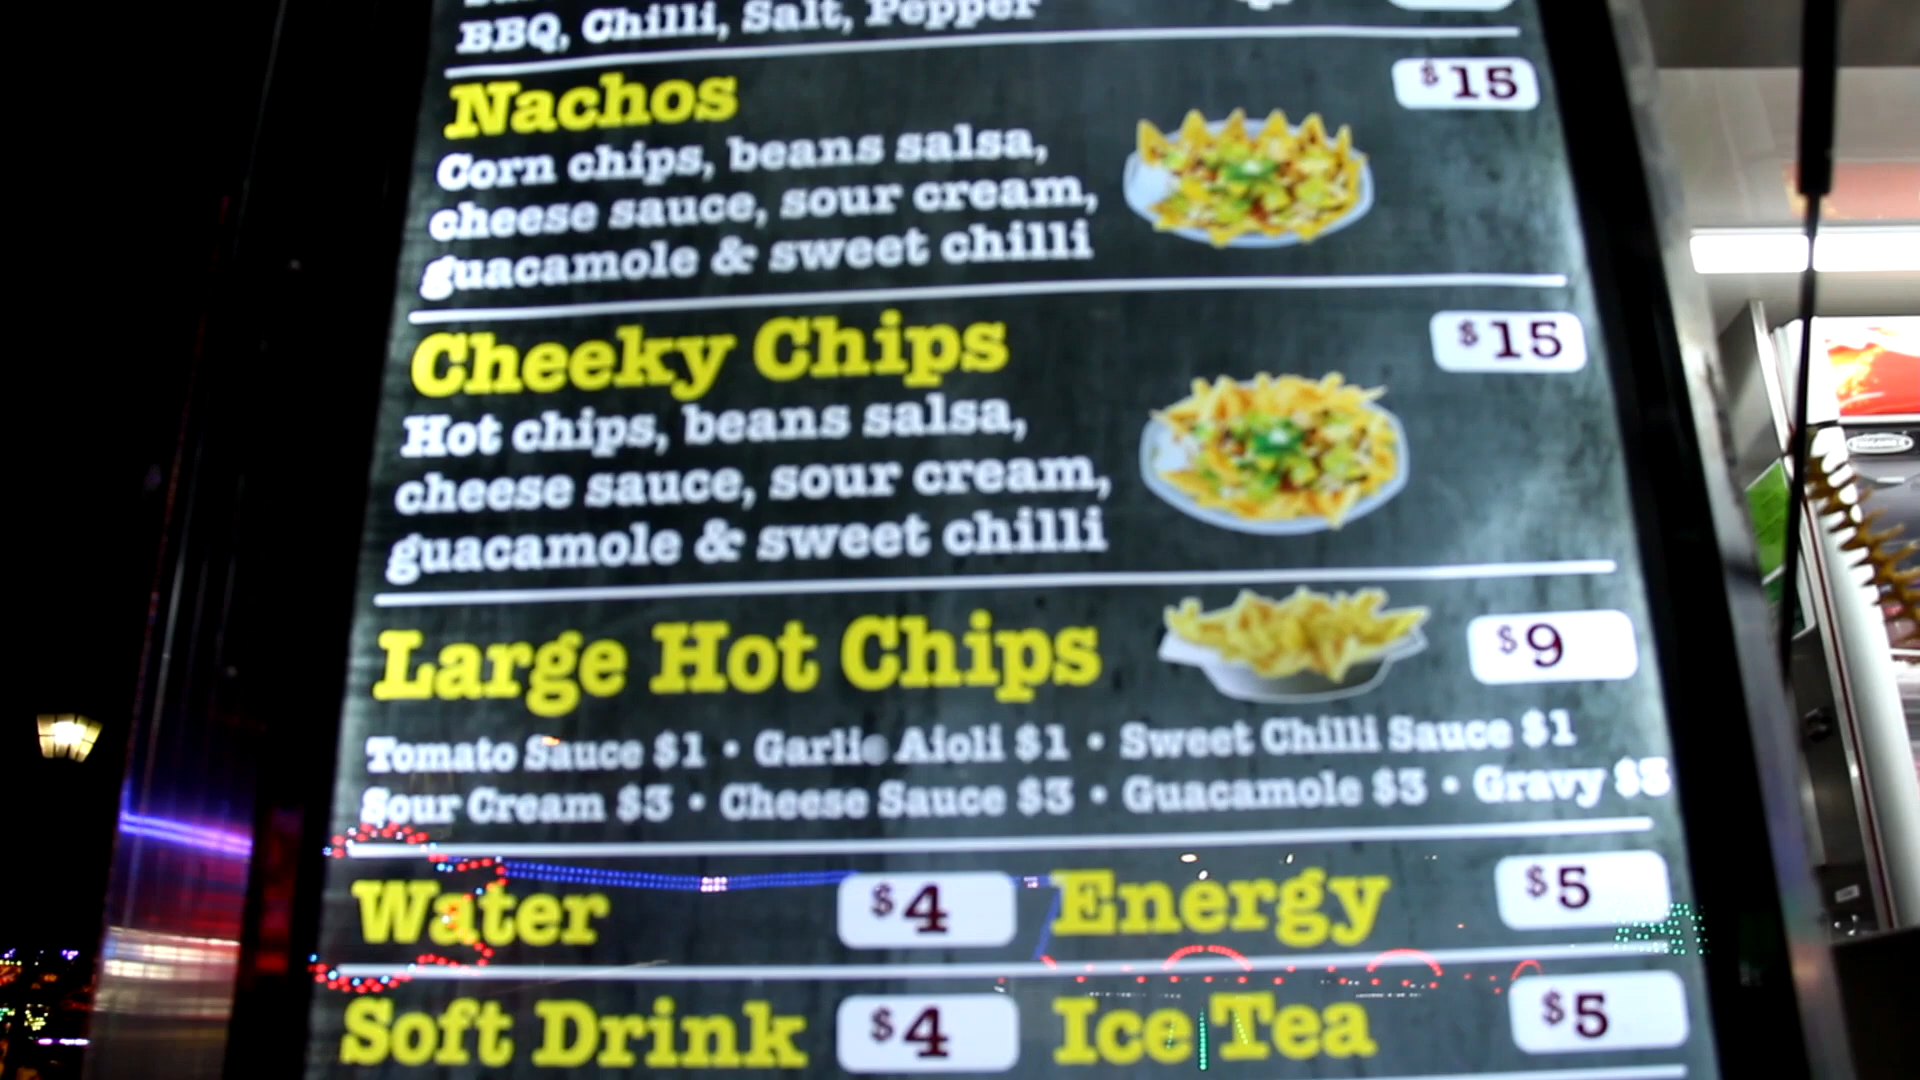 BBQ, Chilli, Salt, Pepper
Nachos $15
Corn chips, beans salsa,
cheese sauce, sour cream,
guacamole & sweet chilli
Cheeky Chips $15
Hot chips, beans salsa,
cheese sauce, sour cream,
guacamole & sweet chilli
Large Hot Chips $9
Tomato Sauce $1 • Garlic Aioli $1 • Sweet Chilli Sauce $1
Sour Cream $3 • Cheese Sauce $3 • Guacamole $3 • Gravy $3
Water $4 Energy $5
Soft Drink $4 Ice Tea $5